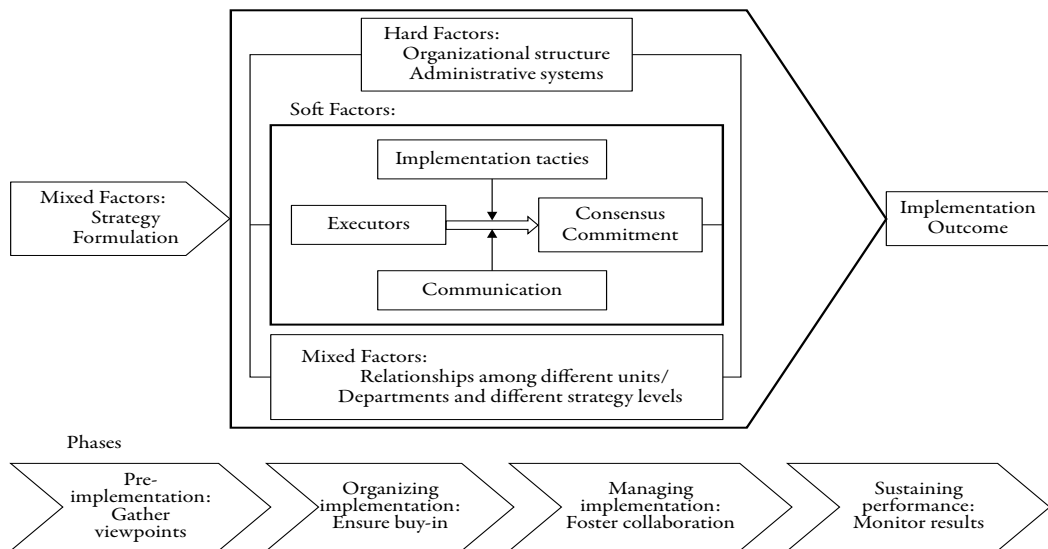 Hard Factors:
Organizational structure
Administrative systems
Soft Factors:
Implementation tacties
Mixed Factors:
Strategy
Formulation
Executors
Consensus
Commitment
Implementation
Outcome
Communication
Mixed Factors:
Relationships among different units/
Departments and different strategy levels
Phases
Pre-
implementation:
Gather
viewpoints
Organizing
implementation:
Ensure buy-in
Managing
implementation:
Foster collaboration
Sustaining
performance:
Monitor results